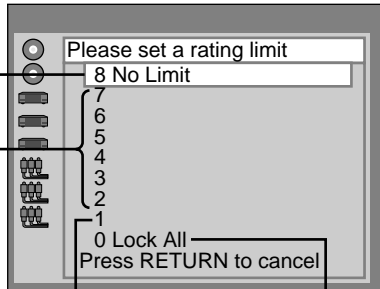 Please set a rating limit
8 No Limit
7
6
5
4
3
2
1
0 Lock All
Press RETURN to cancel